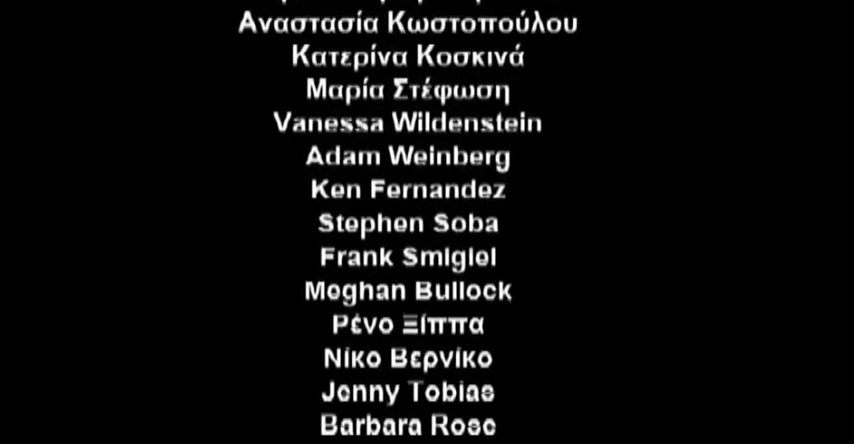 Αναστασία Κωστοπούλου
Κατερίνα Κοσκινά
Μαρία Στέφωση
Vanessa Wildenstein
Adam Weinberg
Ken Fernandez
Stephen Soba
Frank Smigiel
Meghan Bullock
Ρένο Ξίππα
Νίκο Βερνίκο
Jenny Tobias
Barbara Rose